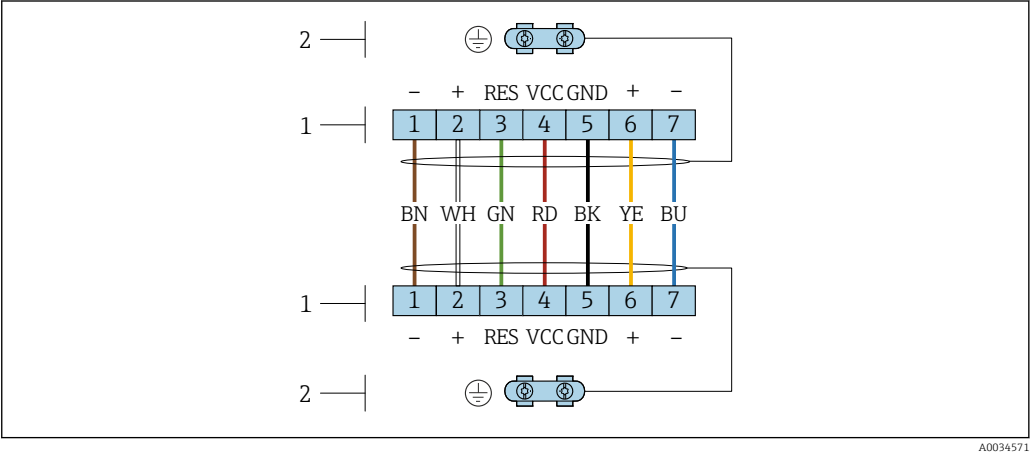 2
– + RES VCC GND + –
1 1 2 3 4 5 6 7
BN WH GN RD BK YE BU
1 1 2 3 4 5 6 7
– + RES VCC GND + –
2
A0034571